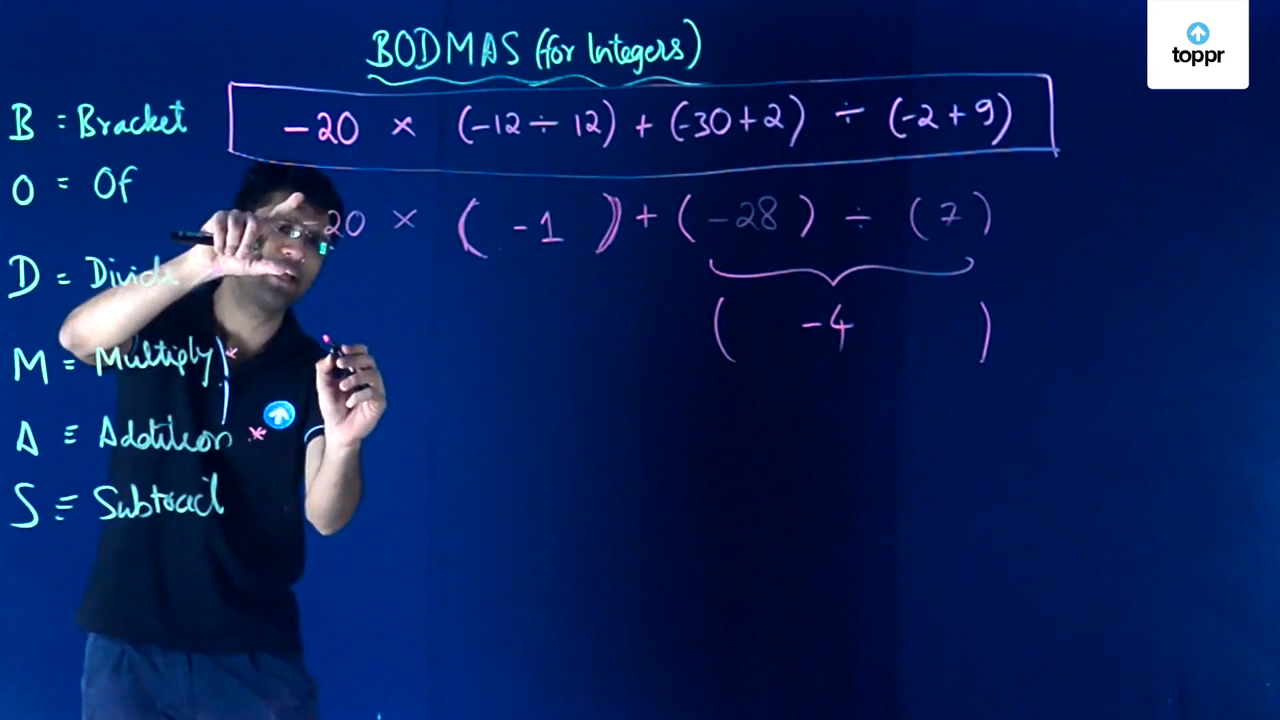 BODMAS (for Integers)
toppr
B = Bracket
-20 × (-12 ÷ 12) + (-30+2) ÷ (-2+9)
O = Of
-20 × ( -1 ) + ( -28 ) ÷ ( 7 )
D = Divide
( -4 )
M = Multiply *
A = Addition *
S = Subtract